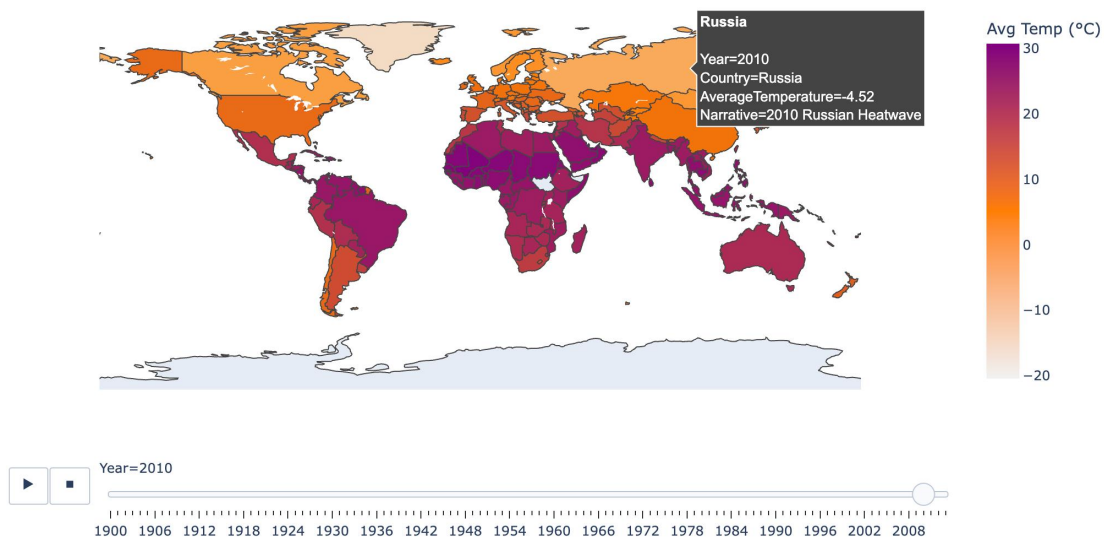 Russia
Year=2010
Country=Russia
AverageTemperature=-4.52
Narrative=2010 Russian Heatwave
Avg Temp (°C)
30
20
10
0
−10
−20
Year=2010
1900 1906 1912 1918 1924 1930 1936 1942 1948 1954 1960 1966 1972 1978 1984 1990 1996 2002 2008